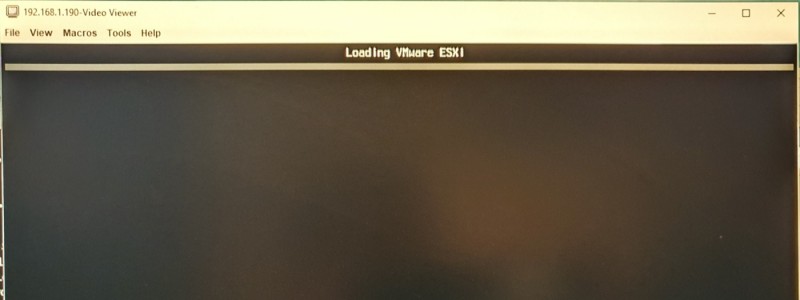 192.168.1.190-Video Viewer
File View Macros Tools Help
Loading VMware ESXi